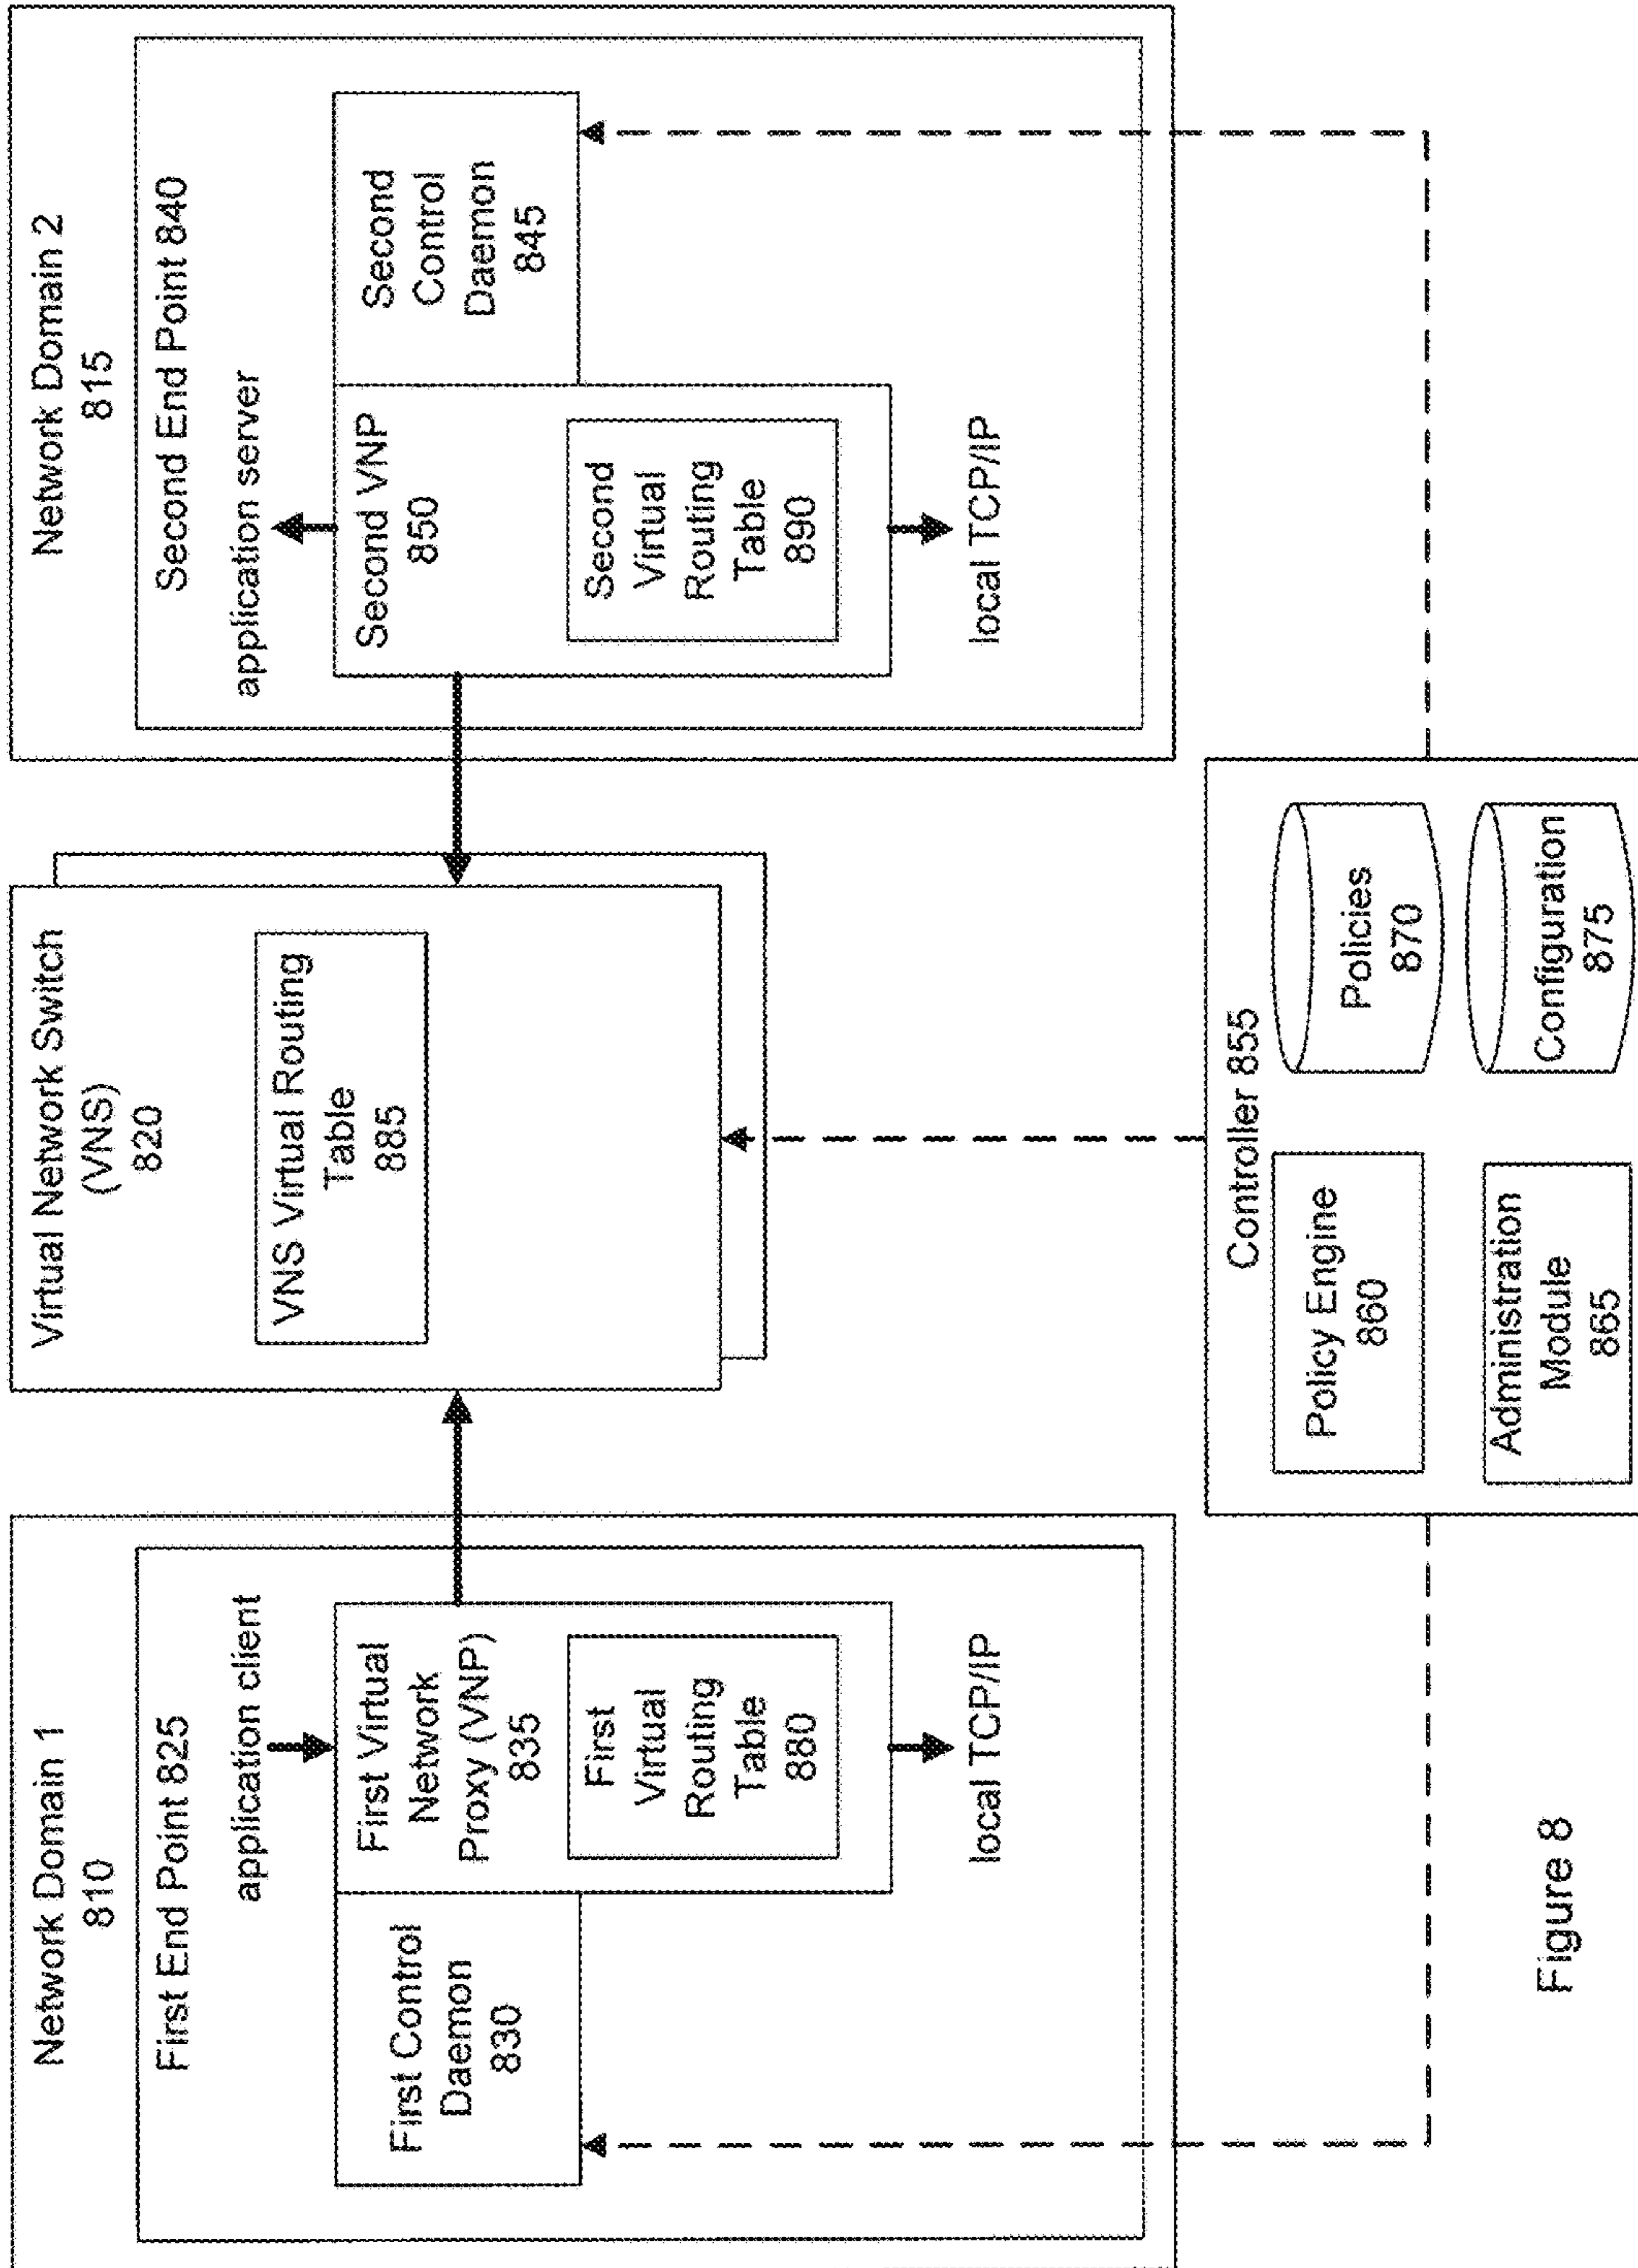 Network Domain 1
810
First End Point 825
application client
First Control
Daemon
830
First Virtual
Network
Proxy (VNP)
835
First
Virtual
Routing
Table
880
local TCP/IP
Virtual Network Switch
(VNS)
820
VNS Virtual Routing
Table
885
Network Domain 2
815
Second End Point 840
application server
Second VNP
850
Second
Control
Daemon
845
Second
Virtual
Routing
Table
890
local TCP/IP
Controller 855
Policy Engine
860
Policies
870
Administration
Module
865
Configuration
875
Figure 8